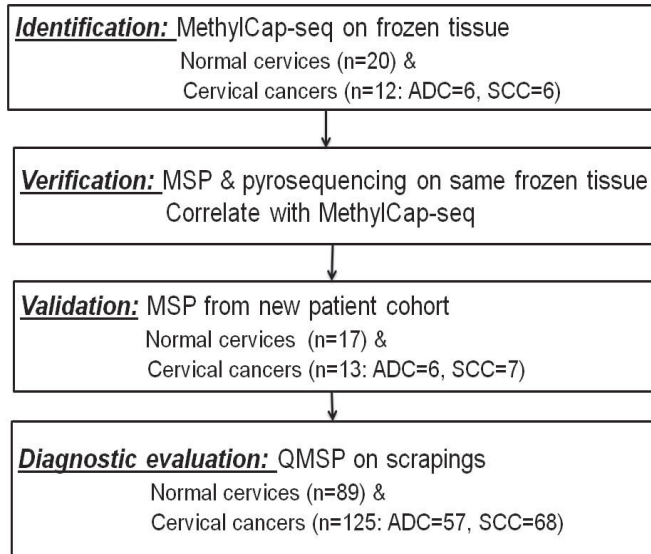 Identification: MethylCap-seq on frozen tissue
Normal cervices (n=20) &
Cervical cancers (n=12: ADC=6, SCC=6)
Verification: MSP & pyrosequencing on same frozen tissue
Correlate with MethylCap-seq
Validation: MSP from new patient cohort
Normal cervices (n=17) &
Cervical cancers (n=13: ADC=6, SCC=7)
Diagnostic evaluation: QMSP on scrapings
Normal cervices (n=89) &
Cervical cancers (n=125: ADC=57, SCC=68)